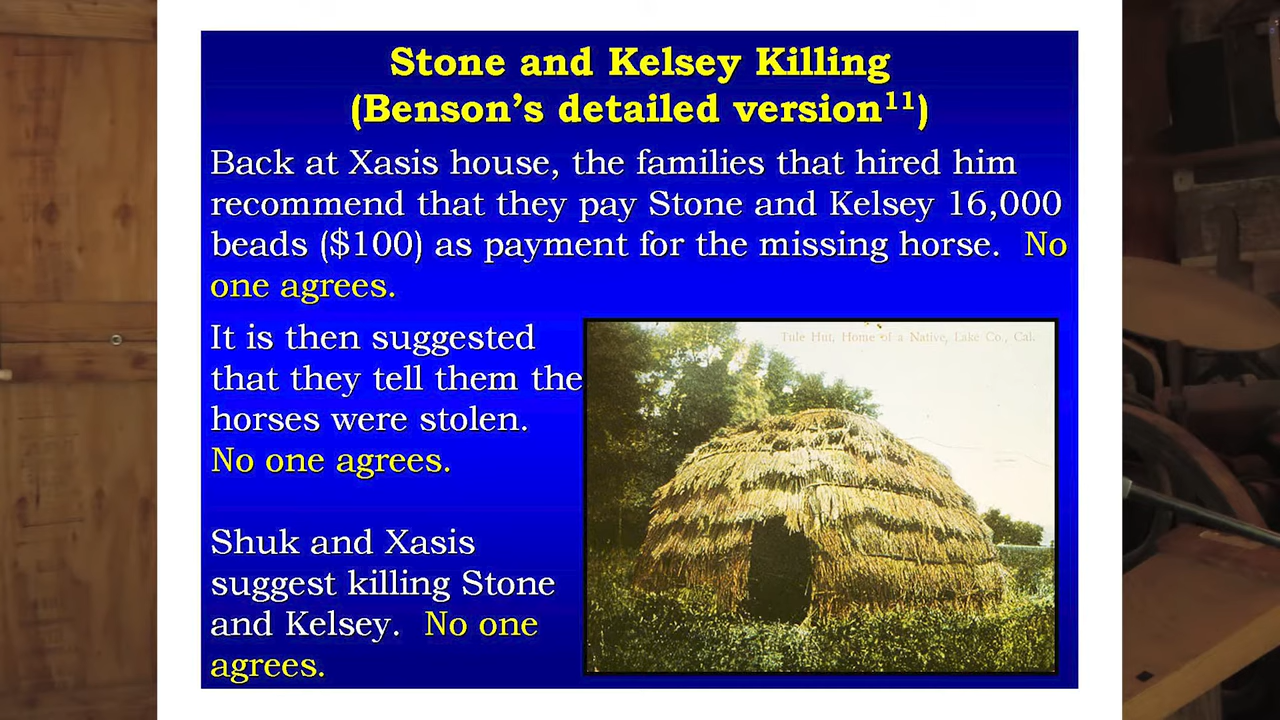 Stone and Kelsey Killing
(Benson's detailed version¹¹)
Back at Xasis house, the families that hired him
recommend that they pay Stone and Kelsey 16,000
beads ($100) as payment for the missing horse. No
one agrees.
It is then suggested
that they tell them the
horses were stolen.
No one agrees.
Tule Hut, Home of a Native, Lake Co., Cal.
Shuk and Xasis
suggest killing Stone
and Kelsey. No one
agrees.